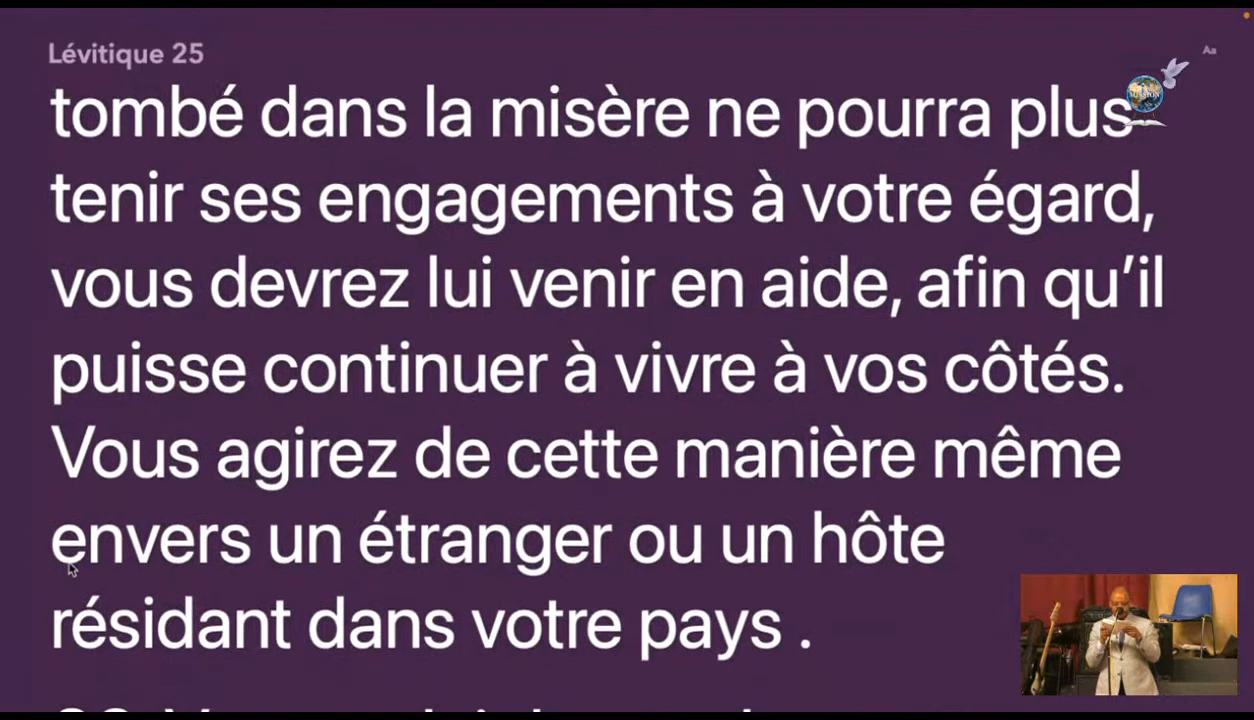 Lévitique 25
Aa
tombé dans la misère ne pourra plus
MISSION
tenir ses engagements à votre égard,
vous devrez lui venir en aide, afin qu’il
puisse continuer à vivre à vos côtés.
Vous agirez de cette manière même
envers un étranger ou un hôte
résidant dans votre pays .